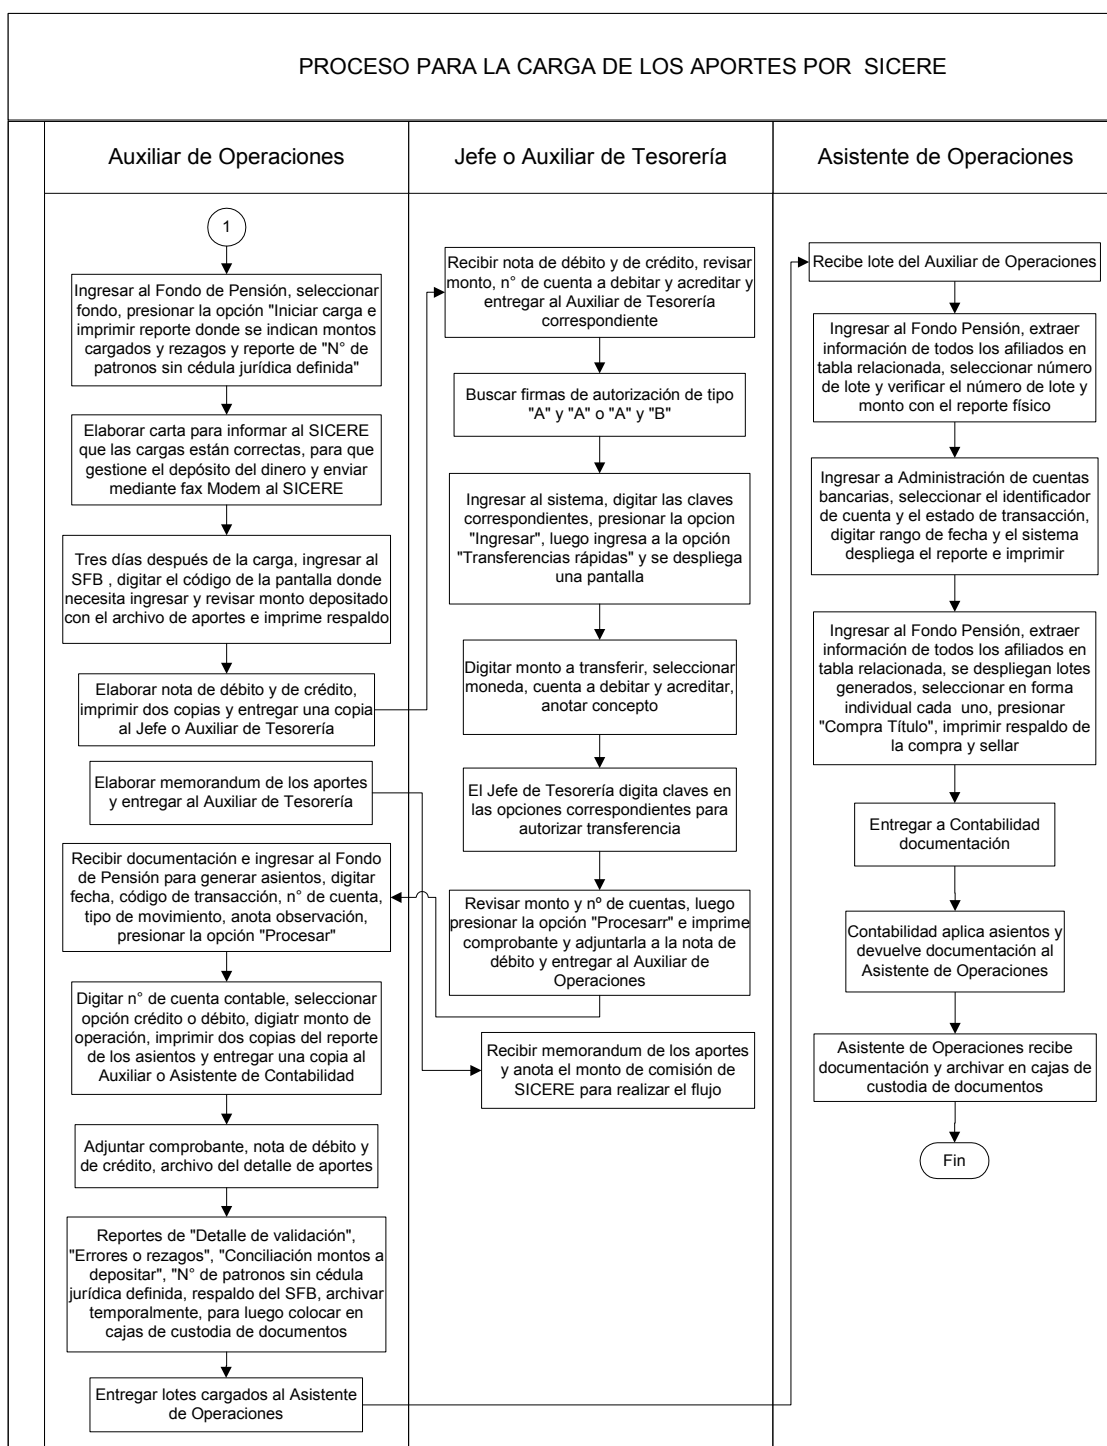 PROCESO PARA LA CARGA DE LOS APORTES POR SICERE
Auxiliar de Operaciones
1
Ingresar al Fondo de Pensión, seleccionar
fondo, presionar la opción "Iniciar carga e
imprimir reporte donde se indican montos
cargados y rezagos y reporte de "N° de
patronos sin cédula jurídica definida"
Elaborar carta para informar al SICERE
que las cargas están correctas, para que
gestione el depósito del dinero y enviar
mediante fax Modem al SICERE
Tres días después de la carga, ingresar al
SFB , digitar el código de la pantalla donde
necesita ingresar y revisar monto depositado
con el archivo de aportes e imprime respaldo
Elaborar nota de débito y de crédito,
imprimir dos copias y entregar una copia
al Jefe o Auxiliar de Tesorería
Elaborar memorandum de los aportes
y entregar al Auxiliar de Tesorería
Recibir documentación e ingresar al Fondo
de Pensión para generar asientos, digitar
fecha, código de transacción, n° de cuenta,
tipo de movimiento, anota observación,
presionar la opción "Procesar"
Digitar n° de cuenta contable, seleccionar
opción crédito o débito, digiatr monto de
operación, imprimir dos copias del reporte
de los asientos y entregar una copia al
Auxiliar o Asistente de Contabilidad
Adjuntar comprobante, nota de débito y
de crédito, archivo del detalle de aportes
Reportes de "Detalle de validación",
"Errores o rezagos", "Conciliación montos a
depositar", "N° de patronos sin cédula
jurídica definida, respaldo del SFB, archivar
temporalmente, para luego colocar en
cajas de custodia de documentos
Entregar lotes cargados al Asistente
de Operaciones
Jefe o Auxiliar de Tesorería
Recibir nota de débito y de crédito, revisar
monto, n° de cuenta a debitar y acreditar y
entregar al Auxiliar de Tesorería
correspondiente
Buscar firmas de autorización de tipo
"A" y "A" o "A" y "B"
Ingresar al sistema, digitar las claves
correspondientes, presionar la opcion
"Ingresar", luego ingresa a la opción
"Transferencias rápidas" y se despliega
una pantalla
Digitar monto a transferir, seleccionar
moneda, cuenta a debitar y acreditar,
anotar concepto
El Jefe de Tesorería digita claves en
las opciones correspondientes para
autorizar transferencia
Revisar monto y nº de cuentas, luego
presionar la opción "Procesarr" e imprime
comprobante y adjuntarla a la nota de
débito y entregar al Auxiliar de
Operaciones
Recibir memorandum de los aportes
y anota el monto de comisión de
SICERE para realizar el flujo
Asistente de Operaciones
Recibe lote del Auxiliar de Operaciones
Ingresar al Fondo Pensión, extraer
información de todos los afiliados en
tabla relacionada, seleccionar número
de lote y verificar el número de lote y
monto con el reporte físico
Ingresar a Administración de cuentas
bancarias, seleccionar el identificador
de cuenta y el estado de transacción,
digitar rango de fecha y el sistema
despliega el reporte e imprimir
Ingresar al Fondo Pensión, extraer
información de todos los afiliados en
tabla relacionada, se despliegan lotes
generados, seleccionar en forma
individual cada uno, presionar
"Compra Título", imprimir respaldo de
la compra y sellar
Entregar a Contabilidad
documentación
Contabilidad aplica asientos y
devuelve documentación al
Asistente de Operaciones
Asistente de Operaciones recibe
documentación y archivar en cajas de
custodia de documentos
Fin